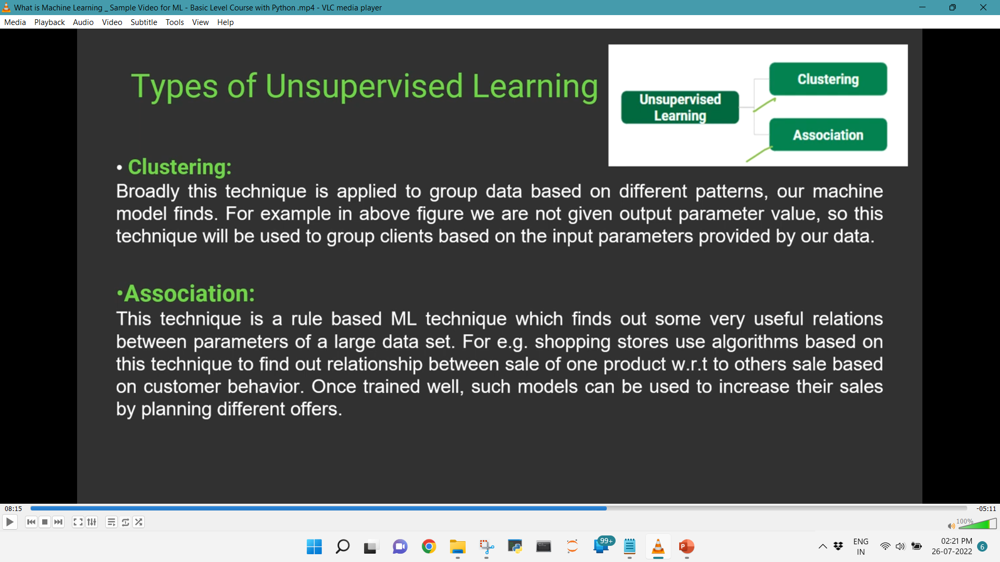 What is Machine Learning _ Sample Video for ML - Basic Level Course with Python .mp4 - VLC media player
Media Playback Audio Video Subtitle Tools View Help
Types of Unsupervised Learning
Unsupervised
Learning
Clustering
Association
• Clustering:
Broadly this technique is applied to group data based on different patterns, our machine
model finds. For example in above figure we are not given output parameter value, so this
technique will be used to group clients based on the input parameters provided by our data.
•Association:
This technique is a rule based ML technique which finds out some very useful relations
between parameters of a large data set. For e.g. shopping stores use algorithms based on
this technique to find out relationship between sale of one product w.r.t to others sale based
on customer behavior. Once trained well, such models can be used to increase their sales
by planning different offers.
08:15
-05:11
100%
99+
P
ENG
IN
02:21 PM
26-07-2022
6